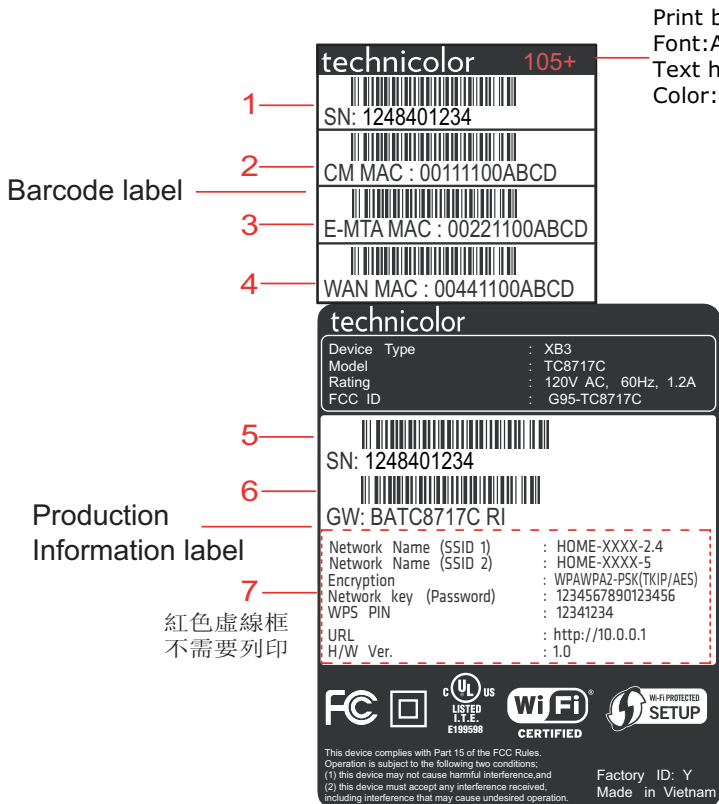 Print
Font:
Text
Color:
technicolor 105+
1
SN: 1248401234
2
CM MAC : 00111100ABCD
Barcode label
3
E-MTA MAC : 00221100ABCD
4
WAN MAC : 00441100ABCD
technicolor
Device Type : XB3
Model : TC8717C
Rating : 120V AC, 60Hz, 1.2A
FCC ID : G95-TC8717C
5
SN: 1248401234
6
GW: BATC8717C RI
Production
Information label
Network Name (SSID 1) : HOME-XXXX-2.4
Network Name (SSID 2) : HOME-XXXX-5
Encryption : WPAWPA2-PSK(TKIP/AES)
Network key (Password) : 1234567890123456
WPS PIN : 12341234
URL : http://10.0.0.1
H/W Ver. : 1.0
7
紅色虛線框
不需要列印
FC
c UL US
LISTED
I.T.E.
E199598
Wi Fi®
CERTIFIED
Wi-Fi PROTECTED
SETUP
This device complies with Part 15 of the FCC Rules.
Operation is subject to the following two conditions;
(1) this device may not cause harmful interference,and
(2) this device must accept any interference received,
including interference that may cause undesired operation.
Factory ID: Y
Made in Vietnam